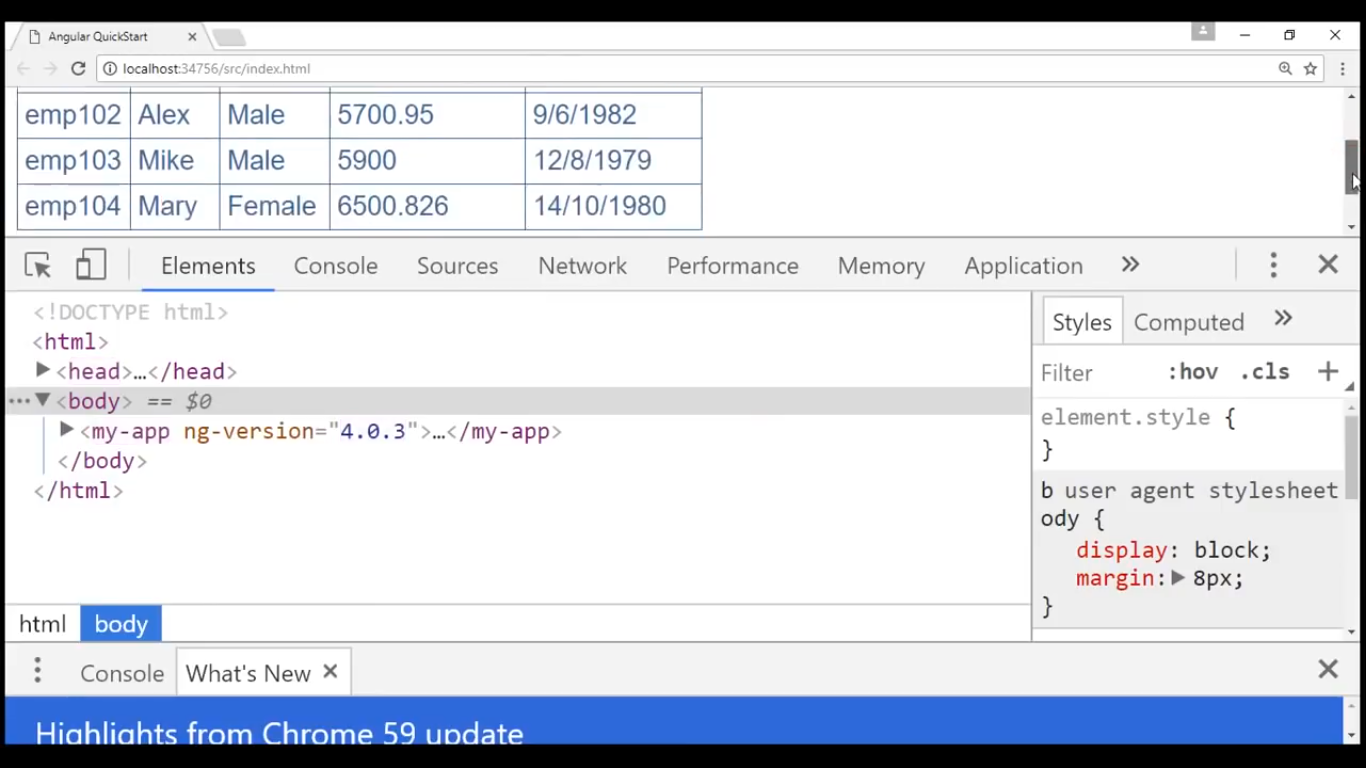 Angular QuickStart
localhost:34756/src/index.html
emp102 Alex Male 5700.95 9/6/1982
emp103 Mike Male 5900 12/8/1979
emp104 Mary Female 6500.826 14/10/1980
Elements Console Sources Network Performance Memory Application »
<!DOCTYPE html>
<html>
<head>…</head>
<body> == $0
<my-app ng-version="4.0.3">…</my-app>
</body>
</html>
html body
Styles Computed »
Filter :hov .cls +
element.style {
}
b user agent stylesheet
ody {
display: block;
margin: 8px;
}
Console What's New
Highlights from Chrome 59 update